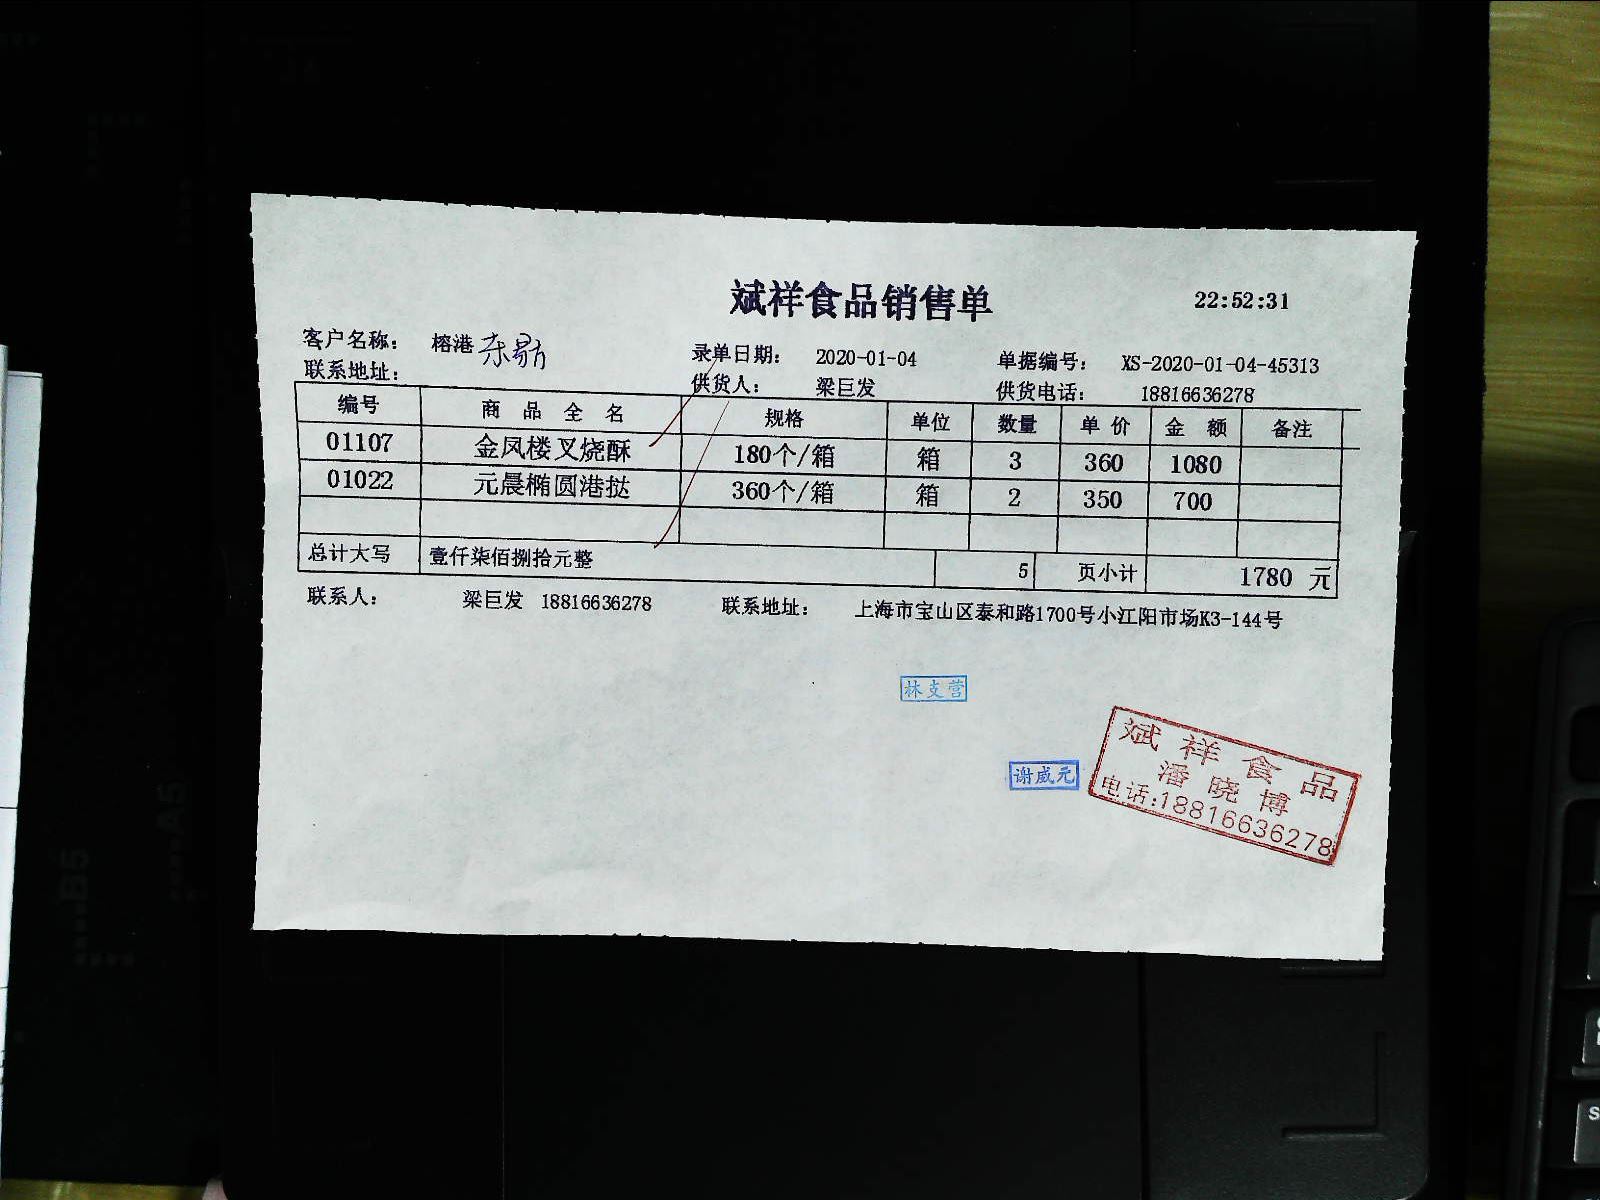 斌祥食品销售单 22:52:31
客户名称： 榕港 录单日期： 2020-01-04 单据编号： XS-2020-01-04-45313
联系地址： 供货人： 梁巨发 供货电话： 18816636278
编号 商品全名 规格 单位 数量 单价 金额 备注
01107 金凤楼叉烧酥 180个/箱 箱 3 360 1080
01022 元晨椭圆港挞 360个/箱 箱 2 350 700
总计大写 壹仟柒佰捌拾元整 5 页小计 1780 元
联系人： 梁巨发 18816636278 联系地址： 上海市宝山区泰和路1700号小江阳市场K3-144号
林支营
谢威元
斌祥食品
潘晓博
电话:18816636278
B5
A5